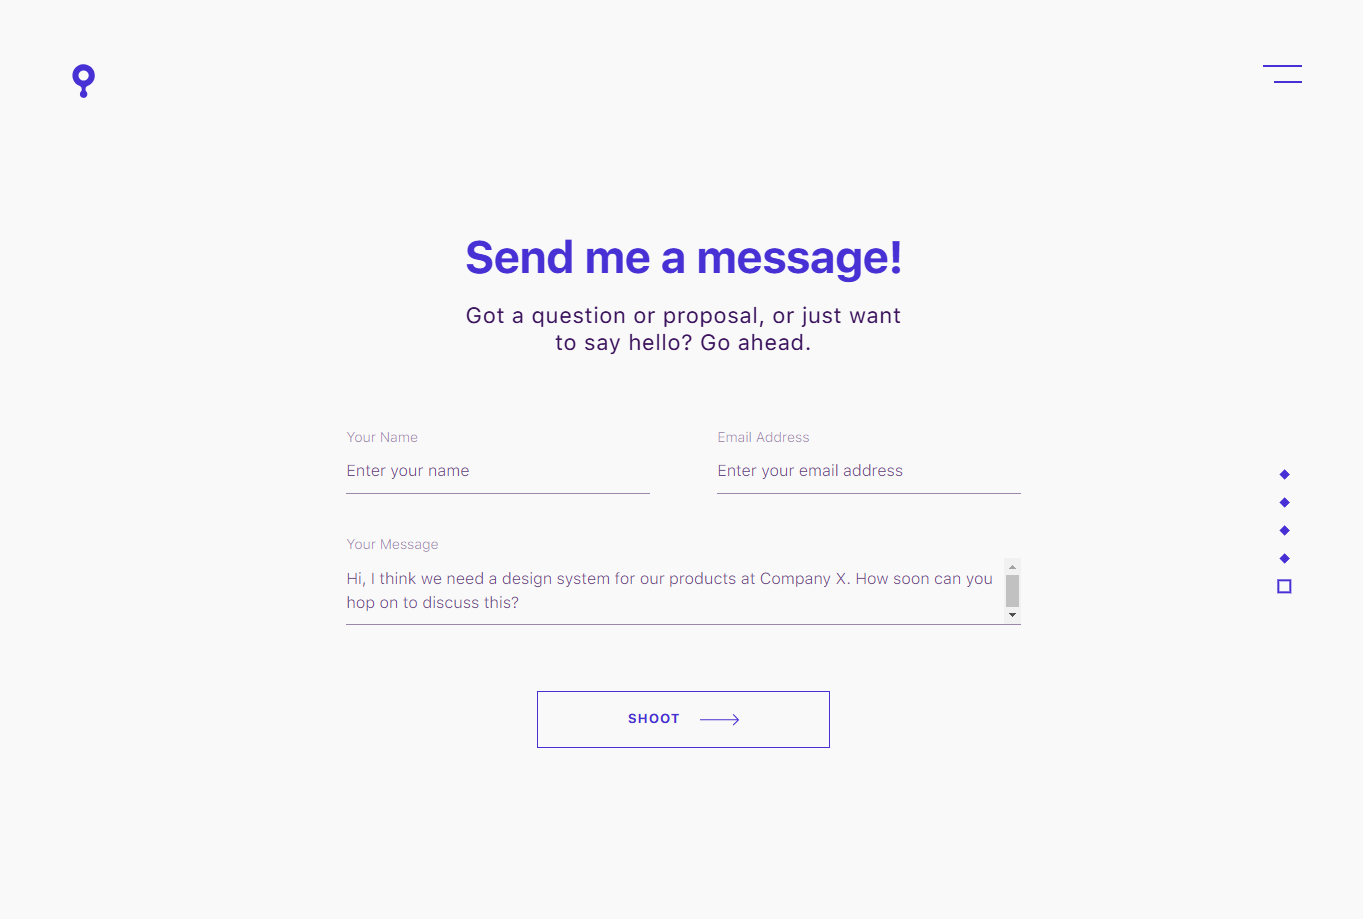 Send me a message!
Got a question or proposal, or just want
to say hello? Go ahead.
Your Name
Enter your name
Email Address
Enter your email address
Your Message
Hi, I think we need a design system for our products at Company X. How soon can you
hop on to discuss this?
SHOOT